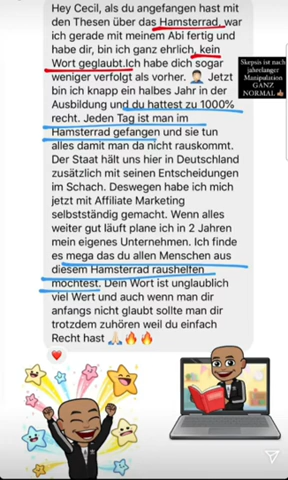 Hey Cecil, als du angefangen hast mit
den Thesen über das Hamsterrad, war
ich gerade mit meinem Abi fertig und
habe dir, bin ich ganz ehrlich, kein
Wort geglaubt.Ich habe dich sogar
weniger verfolgt als vorher. 🤦🏻‍♂️ Jetzt
bin ich knapp ein halbes Jahr in der
Ausbildung und du hattest zu 1000%
recht. Jeden Tag ist man im
Hamsterrad gefangen und sie tun
alles damit man da nicht rauskommt.
Der Staat hält uns hier in Deutschland
zusätzlich mit seinen Entscheidungen
im Schach. Deswegen habe ich mich
jetzt mit Affiliate Marketing
selbstständig gemacht. Wenn alles
weiter gut läuft plane ich in 2 Jahren
mein eigenes Unternehmen. Ich finde
es mega das du allen Menschen aus
diesem Hamsterrad raushelfen
möchtest. Dein Wort ist unglaublich
viel Wert und auch wenn man dir
anfangs nicht glaubt sollte man dir
trotzdem zuhören weil du einfach
Recht hast 🙏🏻🔥🔥
Skepsis ist nach
jahrelanger
Manipulation
GANZ
NORMAL 🔥